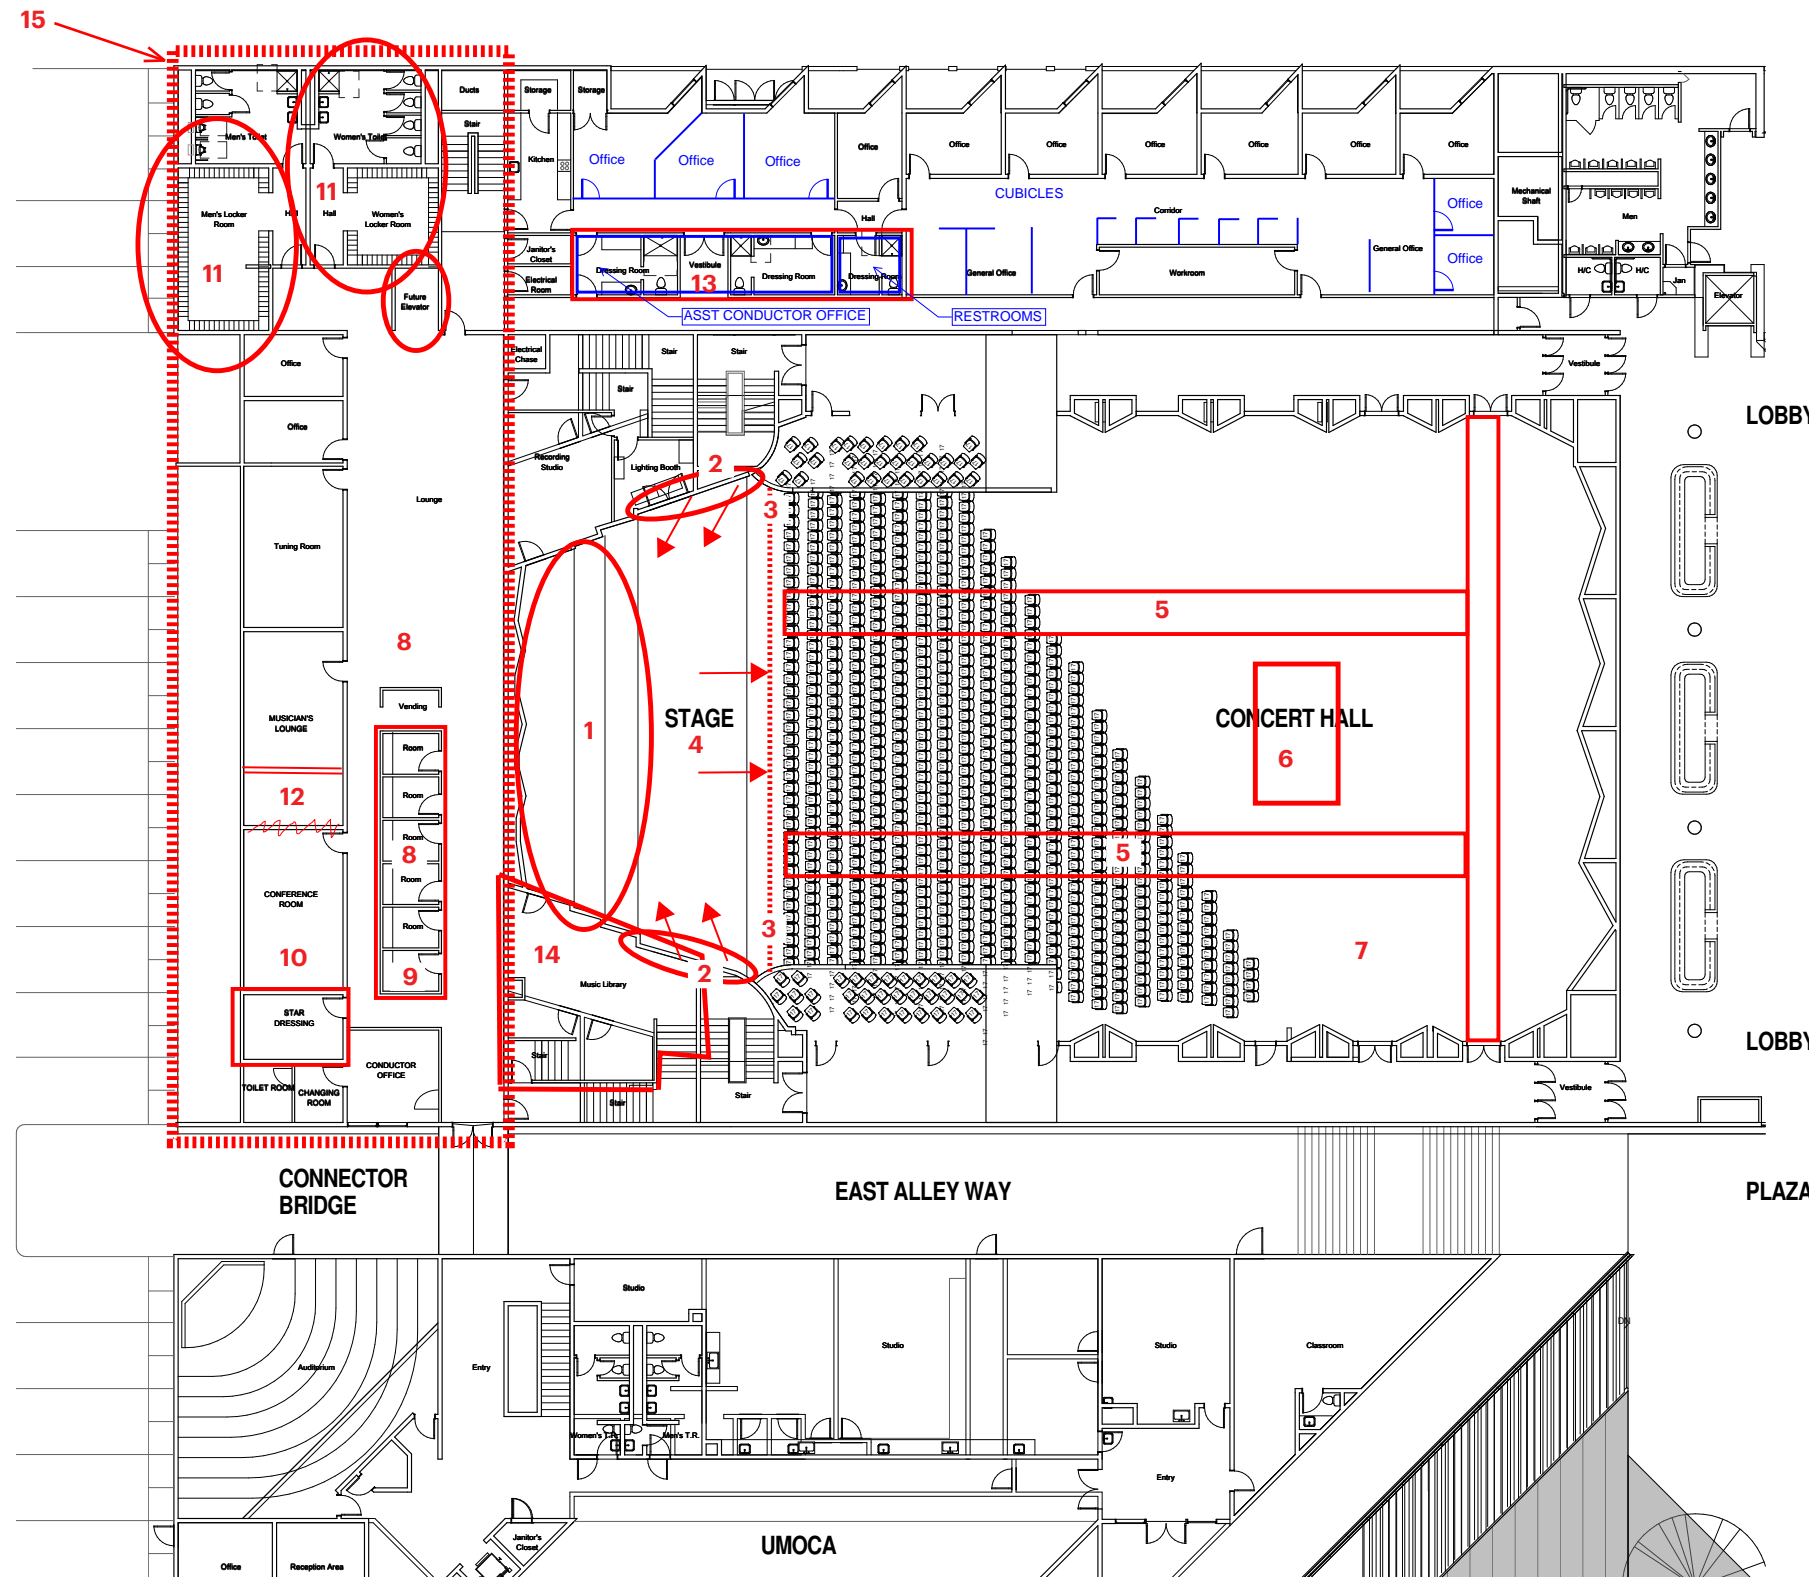 15
Ducts
Storage
Storage
Stair
Men's Toilet
Women's Toilet
Kitchen
Office
Office
Office
Office
Office
Office
Office
Office
Office
Office
CUBICLES
Mechanical
Shaft
Men
11
Men's Locker
Room
Hall
Hall
Women's
Locker Room
Hall
Corridor
Office
11
Janitor's
Closet
Electrical
Room
Dressing Room
Vestibule
13
Dressing Room
Dressing Room
General Office
Workroom
General Office
Office
H/C
H/C
Jan
Elevator
Future
Elevator
ASST CONDUCTOR OFFICE
RESTROOMS
Electrical
Chase
Stair
Stair
Stair
Vestibule
Office
Office
LOBBY
Recording
Studio
Lighting Booth
2
3
Lounge
Tuning Room
5
8
Vending
MUSICIAN'S
LOUNGE
STAGE
4
1
CONCERT HALL
6
Room
Room
Room
8
Room
Room
9
12
5
CONFERENCE
ROOM
10
3
2
14
Music Library
7
STAR
DRESSING
Stair
LOBBY
CONDUCTOR
OFFICE
TOILET ROOM
CHANGING
ROOM
Stair
Stair
Vestibule
CONNECTOR
BRIDGE
EAST ALLEY WAY
PLAZA
Studio
Auditorium
Entry
Studio
Studio
Classroom
DN
Women's T.R.
Men's T.R.
Entry
Janitor's
Closet
UMOCA
Office
Reception Area